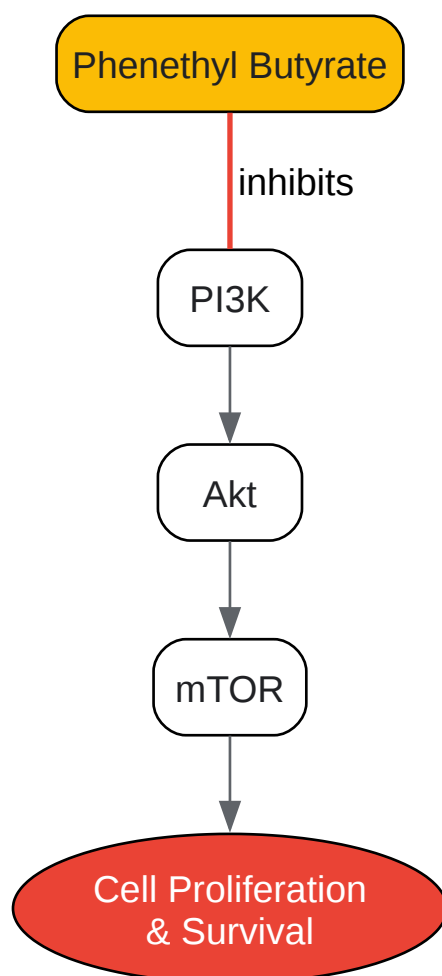 Phenethyl Butyrate
inhibits
PI3K
Akt
mTOR
Cell Proliferation
& Survival